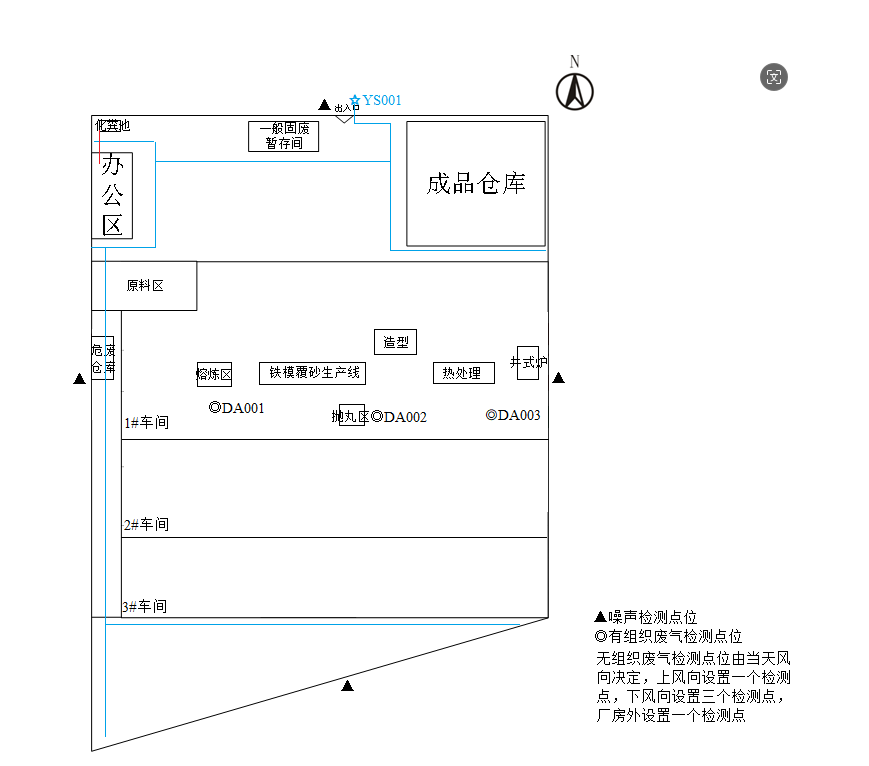 N
YS001
出入口
化粪池
一般固废
暂存间
办
公
区
成品仓库
原料区
危废
仓库
造型
井式炉
熔炼区
铁模覆砂生产线
热处理
◎DA001
抛丸区
◎DA002
◎DA003
1#车间
2#车间
3#车间
▲噪声检测点位
◎有组织废气检测点位
无组织废气检测点位由当天风
向决定，上风向设置一个检测
点，下风向设置三个检测点，
厂房外设置一个检测点